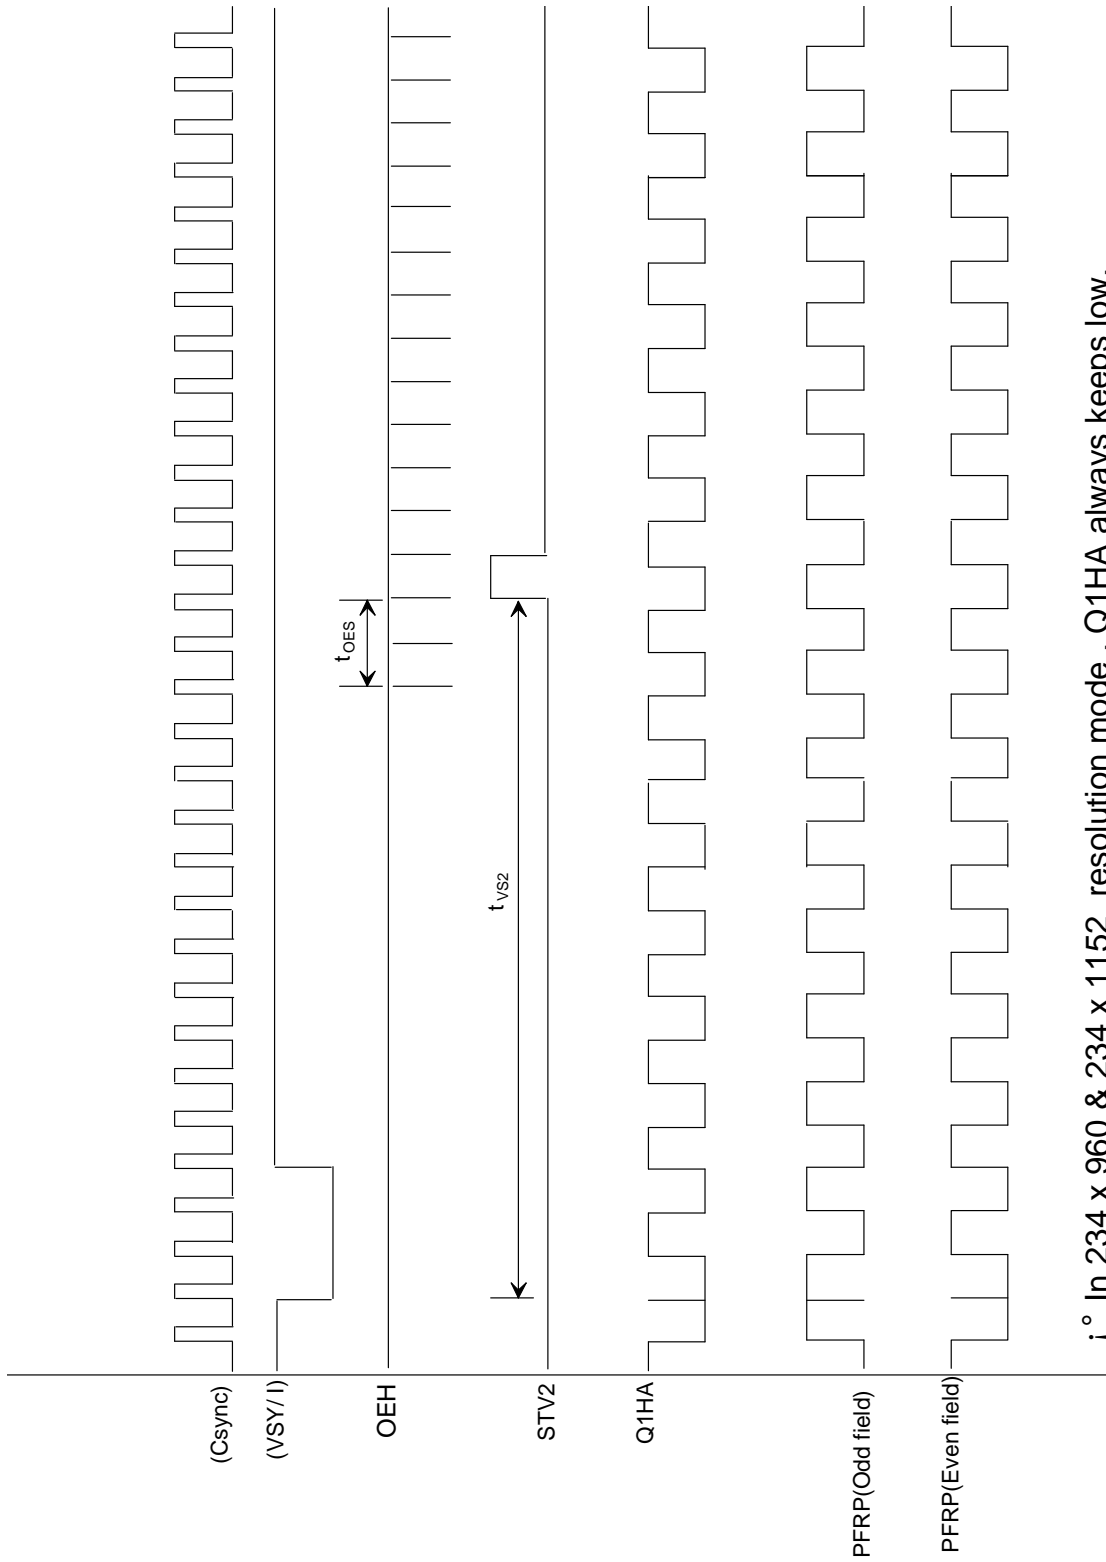 (Csync)
(VSY/ I)
OEH
tOES
STV2
tVS2
Q1HA
PFRP(Odd field)
PFRP(Even field)
¡° In 234 x 960 & 234 x 1152 resolution mode , Q1HA always keeps low.